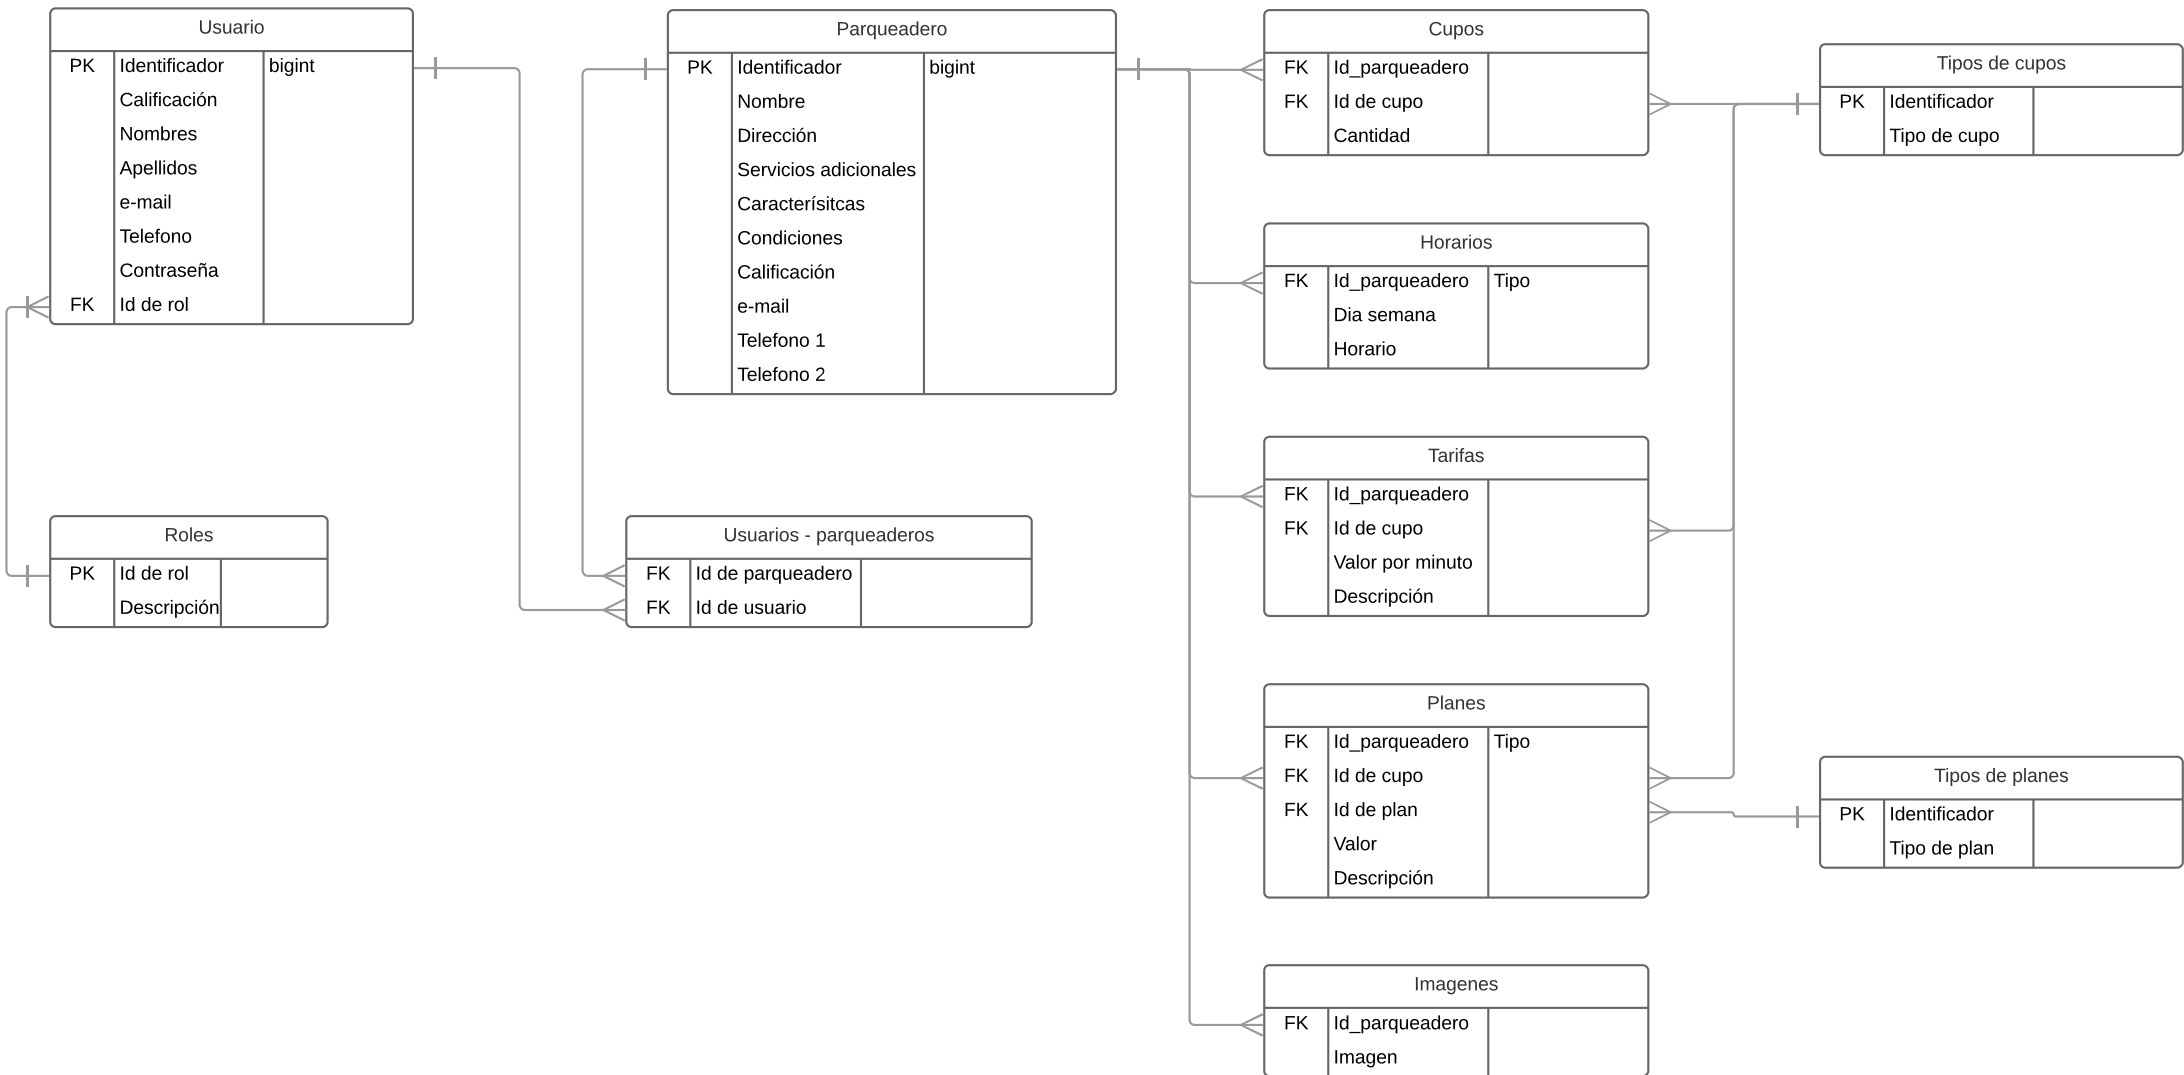 Usuario
PK Identificador bigint
Calificación
Nombres
Apellidos
e-mail
Telefono
Contraseña
FK Id de rol
Roles
PK Id de rol
Descripción
Parqueadero
PK Identificador bigint
Nombre
Dirección
Servicios adicionales
Caracterísitcas
Condiciones
Calificación
e-mail
Telefono 1
Telefono 2
Usuarios - parqueaderos
FK Id de parqueadero
FK Id de usuario
Cupos
FK Id_parqueadero
FK Id de cupo
Cantidad
Horarios
FK Id_parqueadero Tipo
Dia semana
Horario
Tarifas
FK Id_parqueadero
FK Id de cupo
Valor por minuto
Descripción
Planes
FK Id_parqueadero Tipo
FK Id de cupo
FK Id de plan
Valor
Descripción
Imagenes
FK Id_parqueadero
Imagen
Tipos de cupos
PK Identificador
Tipo de cupo
Tipos de planes
PK Identificador
Tipo de plan